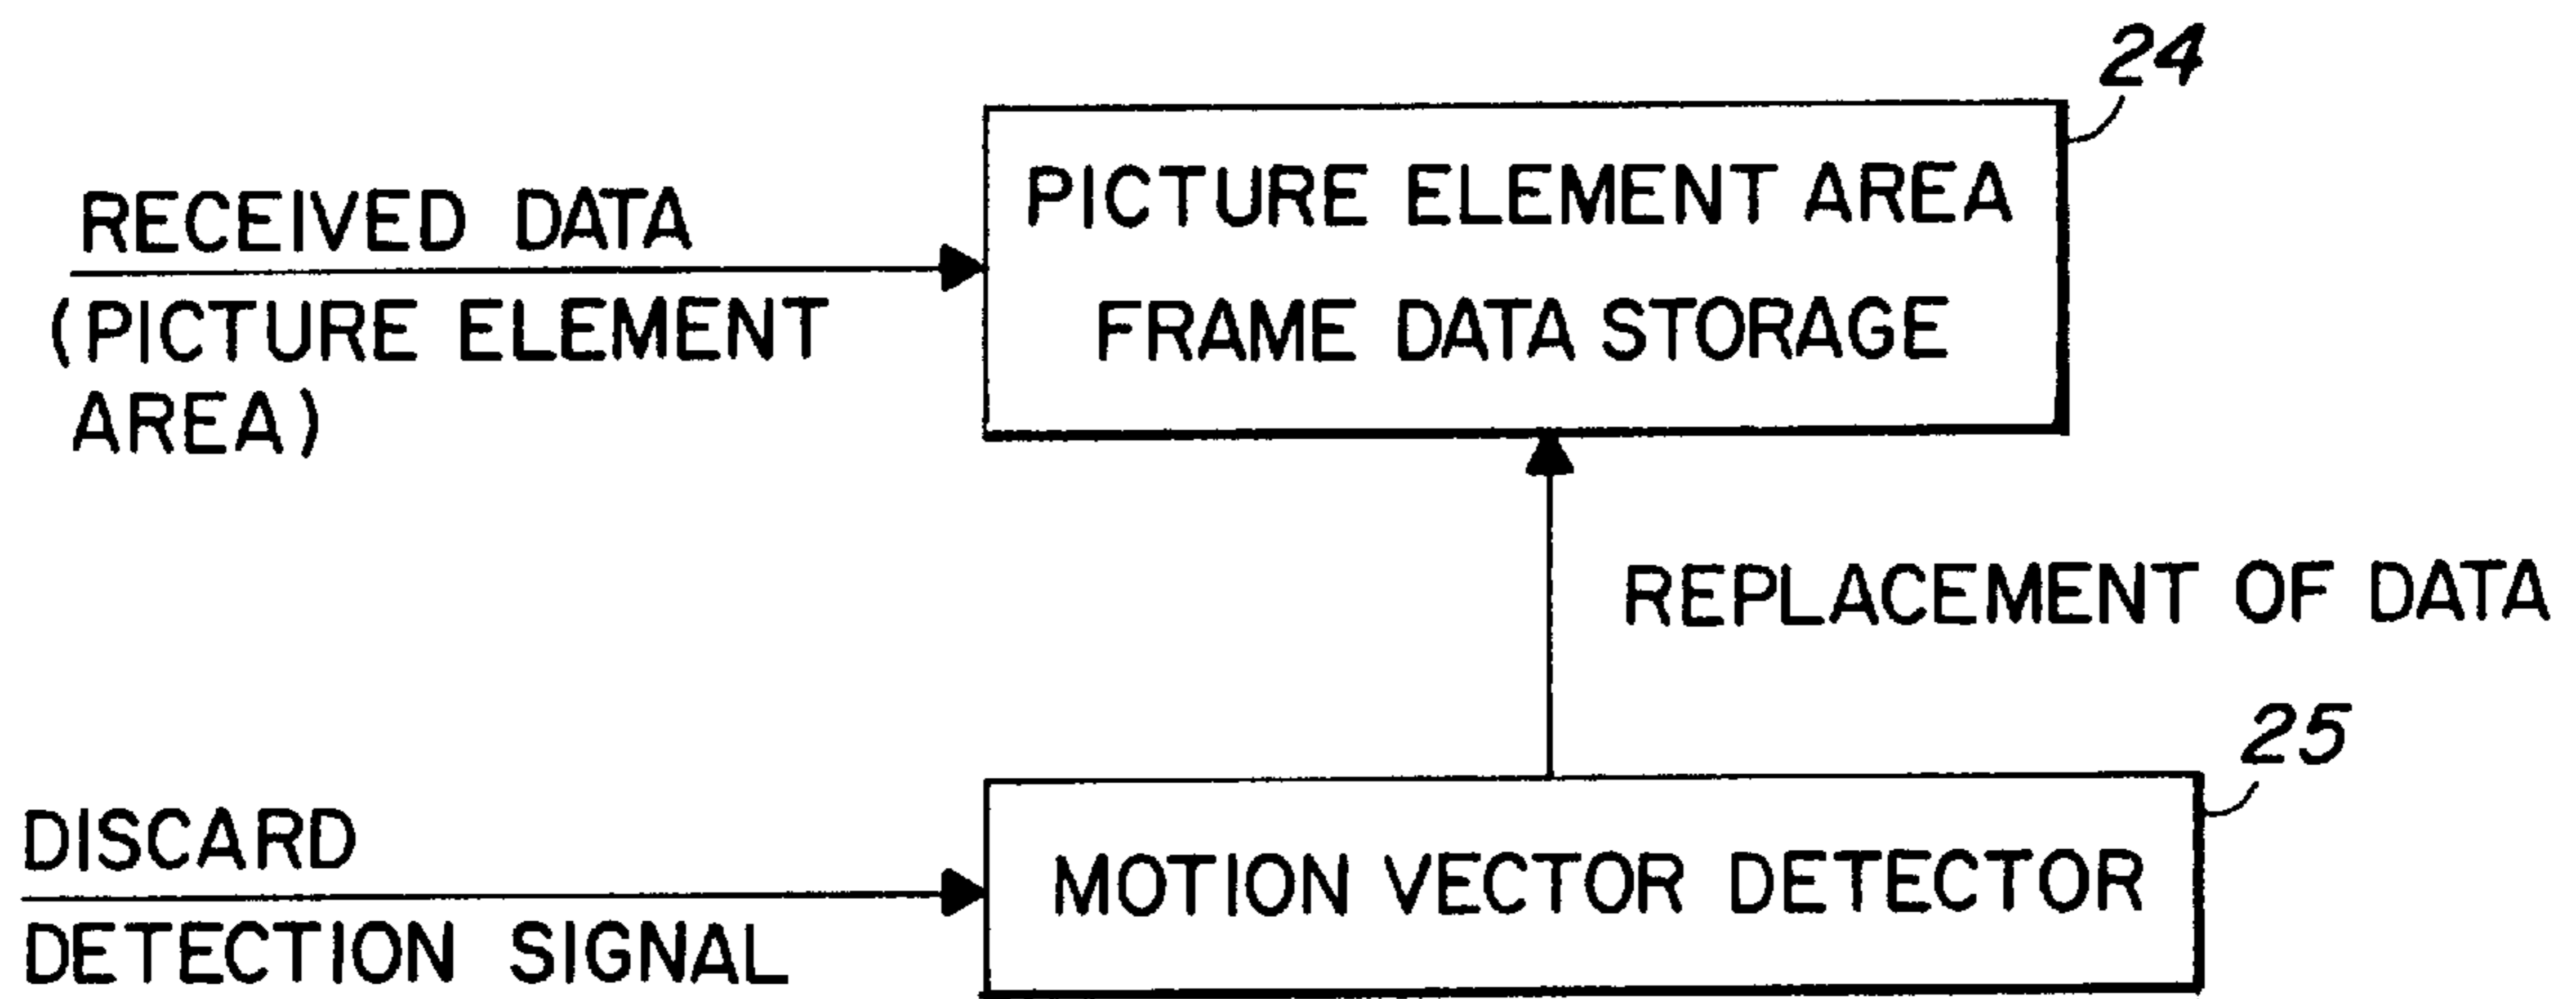 24
RECEIVED DATA
(PICTURE ELEMENT
AREA)
PICTURE ELEMENT AREA
FRAME DATA STORAGE
REPLACEMENT OF DATA
25
DISCARD
DETECTION SIGNAL
MOTION VECTOR DETECTOR